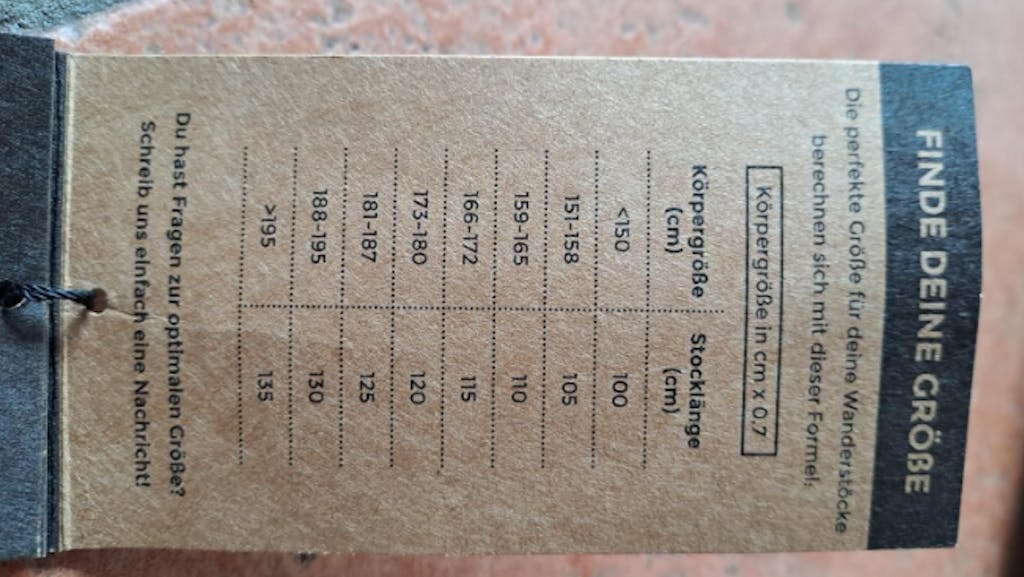 FINDE DEINE GRÖßE
Die perfekte Größe für deine Wanderstöcke
berechnen sich mit dieser Formel:
Körpergröße in cm x 0,7
Körpergröße (cm) Stocklänge (cm)
<150 100
151-158 105
159-165 110
166-172 115
173-180 120
181-187 125
188-195 130
>195 135
Du hast Fragen zur optimalen Größe?
Schreib uns einfach eine Nachricht!